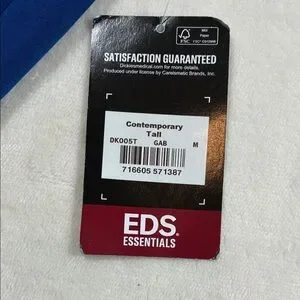 SATISFACTION GUARANTEED
Dickiesmedical.com for more details.
Produced under license by Careismatic Brands, Inc.
Contemporary
Tall
DK005T GAB M
716605 571387
EDS
ESSENTIALS